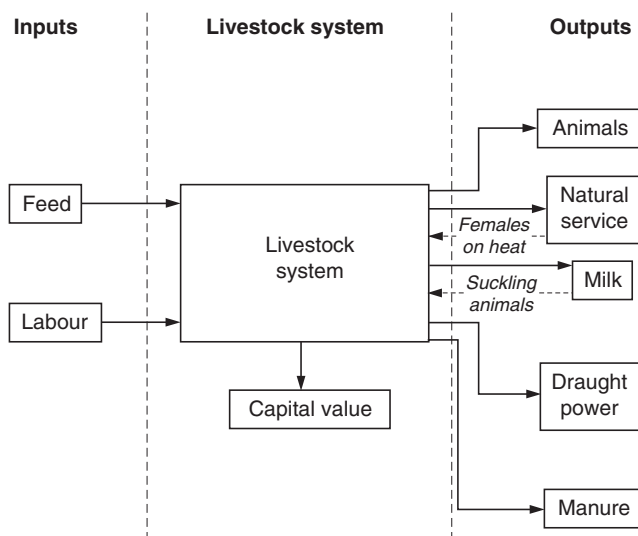 Inputs
Livestock system
Outputs
Animals
Feed
Natural
service
Females
on heat
Livestock
system
Suckling
animals
Milk
Labour
Capital value
Draught
power
Manure